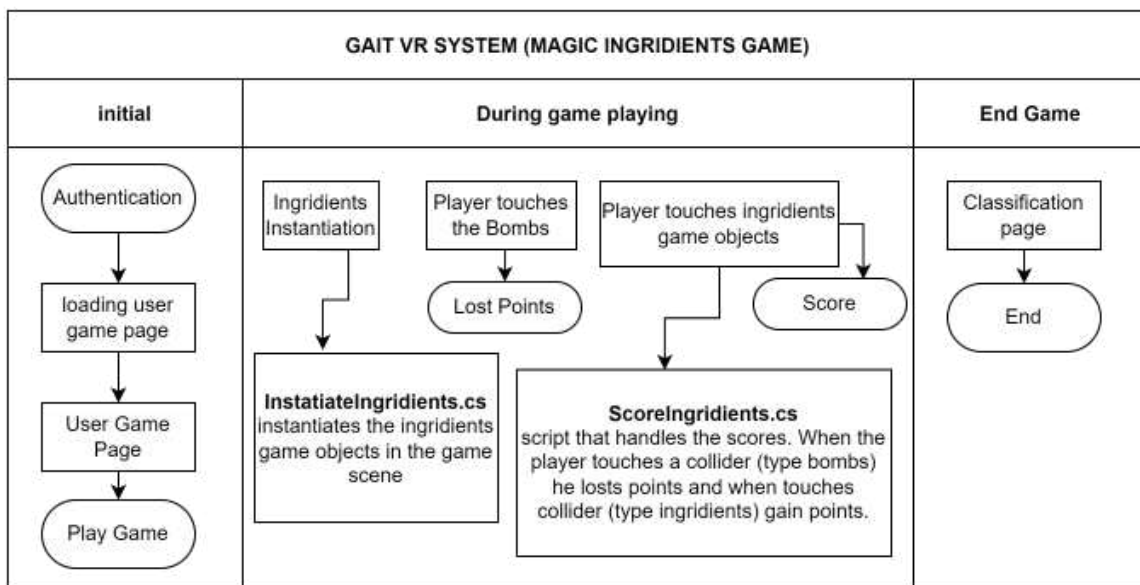 GAIT VR SYSTEM (MAGIC INGRIDIENTS GAME)
initial
During game playing
End Game
Authentication
loading user
game page
User Game
Page
Play Game
Ingridients
Instantiation
Player touches
the Bombs
Player touches ingridients
game objects
Lost Points
Score
InstatiateIngridients.cs
instantiates the ingridients
game objects in the game
scene
ScoreIngridients.cs
script that handles the scores. When the
player touches a collider (type bombs)
he losts points and when touches
collider (type ingridients) gain points.
Classification
page
End